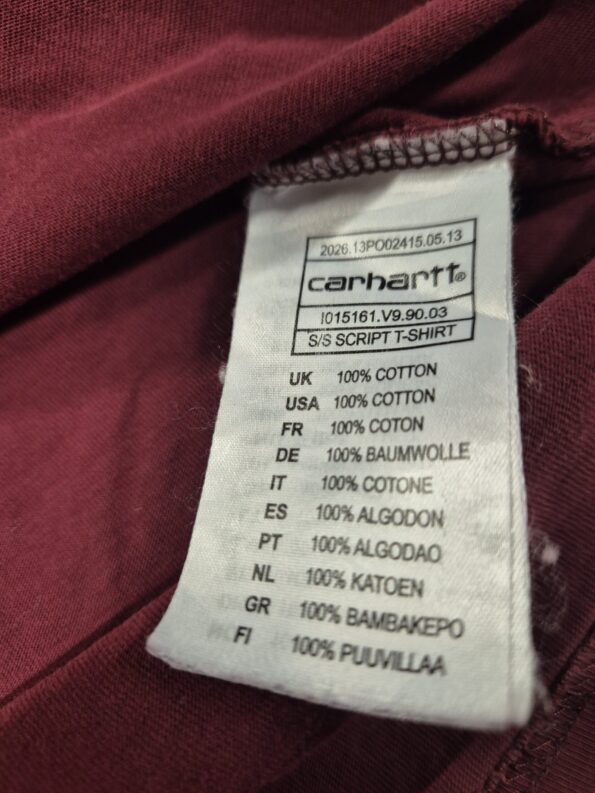 2026.13PO02415.05.13
carhartt®
I015161.V9.90.03
S/S SCRIPT T-SHIRT
UK 100% COTTON
USA 100% COTTON
FR 100% COTON
DE 100% BAUMWOLLE
IT 100% COTONE
ES 100% ALGODON
PT 100% ALGODAO
NL 100% KATOEN
GR 100% BAMBAKEPO
FI 100% PUUVILLAA